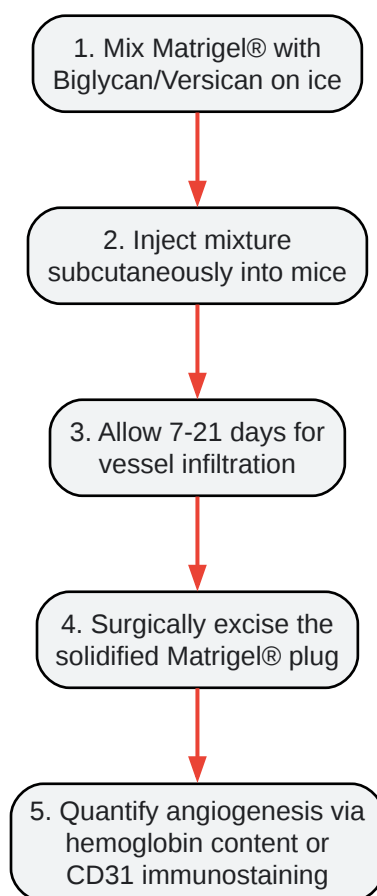 1. Mix Matrigel® with
Biglycan/Versican on ice
2. Inject mixture
subcutaneously into mice
3. Allow 7-21 days for
vessel infiltration
4. Surgically excise the
solidified Matrigel® plug
5. Quantify angiogenesis via
hemoglobin content or
CD31 immunostaining